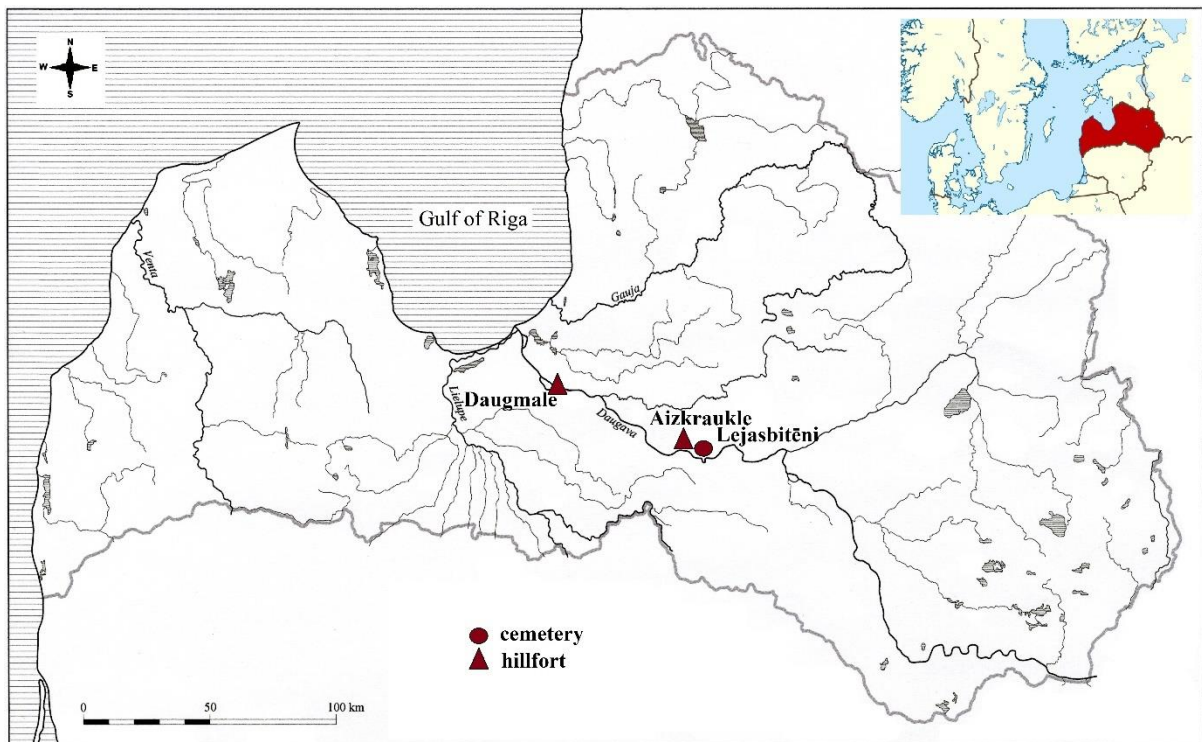 N
W E
S
Gulf of Riga
Venta
Gauja
Lielupe
Daugmale
Daugava
Aizkraukle
Lejasbitēni
cemetery
hillfort
0 50 100 km